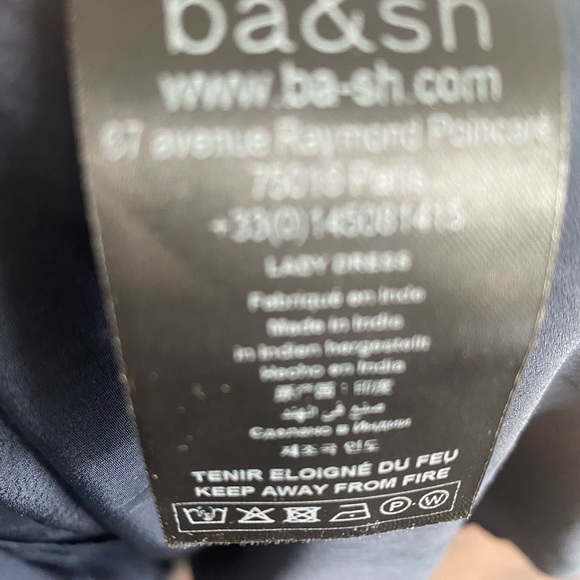 ba&sh
www.ba-sh.com
67 avenue Raymond Poincaré
75016 Paris
+33(0)145081415
LADY DRESS
Fabriqué en Inde
Made in India
in Indien hergestellt
Hecho en India
原产国：印度
صنع في الهند
Сделано в Индии
제조국 인도
TENIR ELOIGNÉ DU FEU
KEEP AWAY FROM FIRE
P W